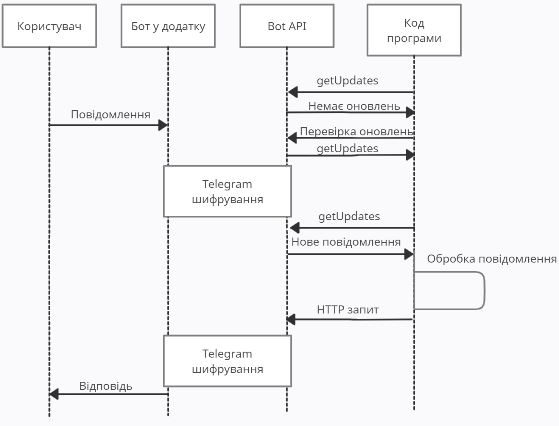 Користувач
Бот у додатку
Bot API
Код
програми
getUpdates
Немає оновлень
Повідомлення
Перевірка оновлень
getUpdates
Telegram
шифрування
getUpdates
Нове повідомлення
Обробка повідомлення
HTTP запит
Telegram
шифрування
Відповідь